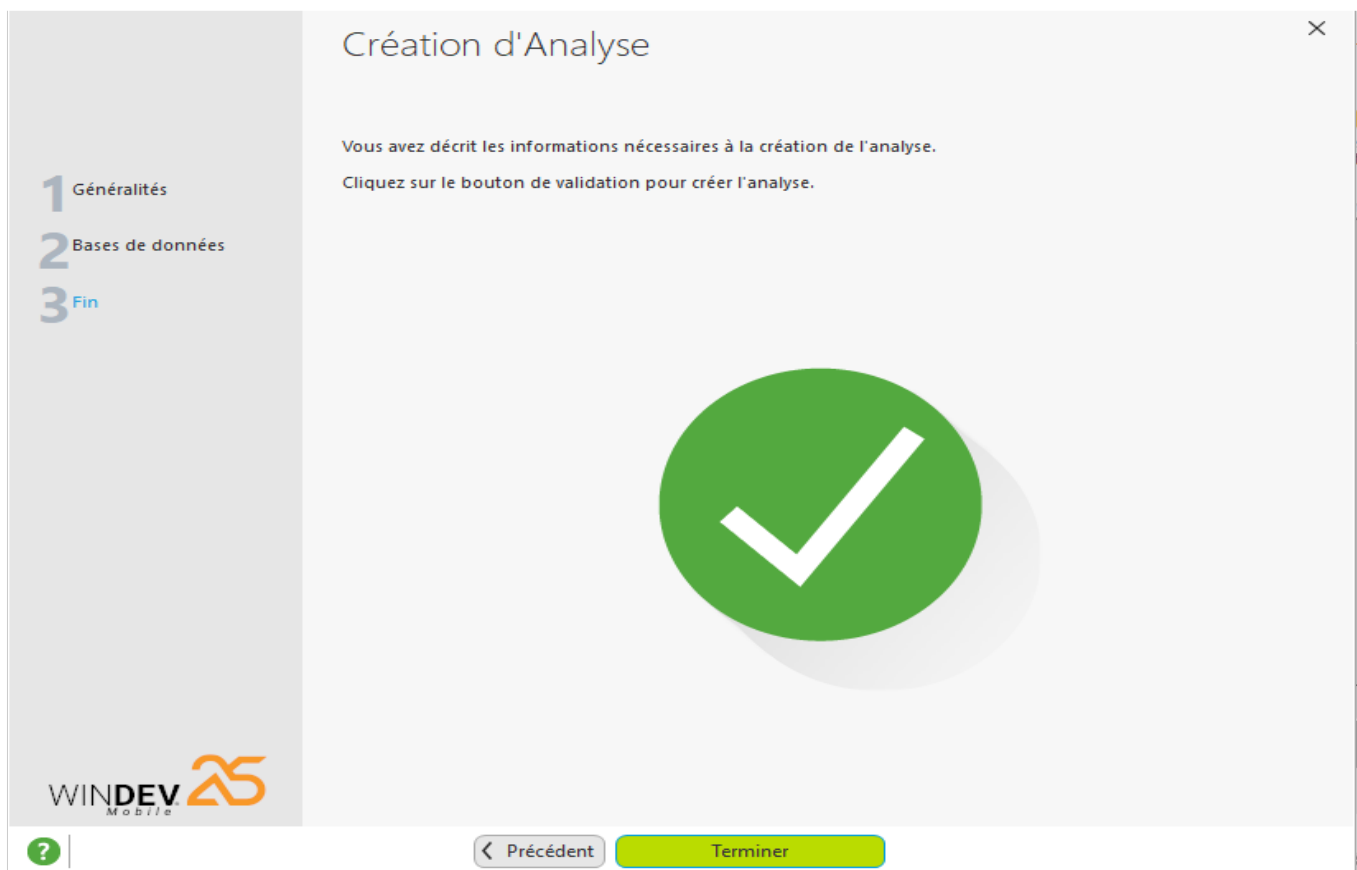 Création d'Analyse
Vous avez décrit les informations nécessaires à la création de l'analyse.
Cliquez sur le bouton de validation pour créer l'analyse.
1 Généralités
2 Bases de données
3 Fin
WINDEV. 25
Mobile
?
Précédent
Terminer